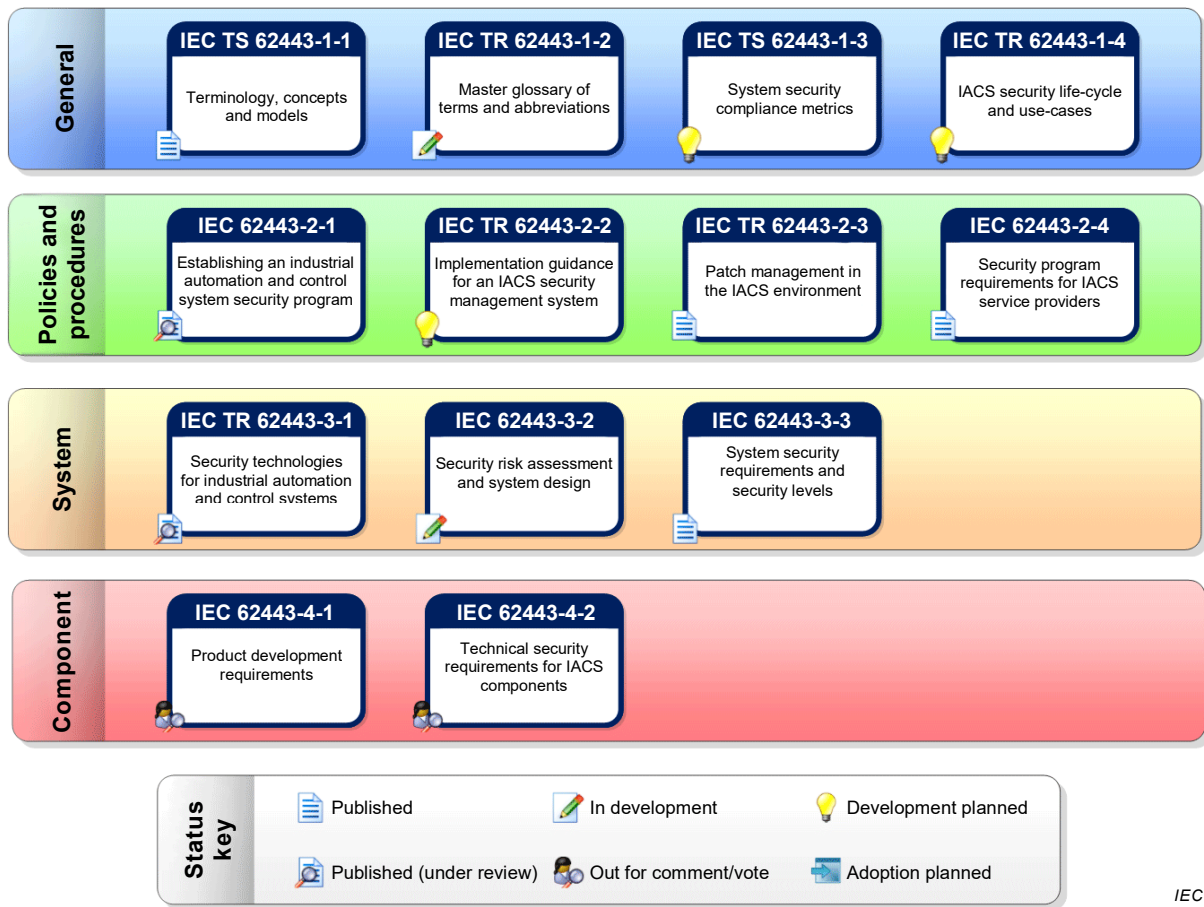 General
IEC TS 62443-1-1
Terminology, concepts
and models
IEC TR 62443-1-2
Master glossary of
terms and abbreviations
IEC TS 62443-1-3
System security
compliance metrics
IEC TR 62443-1-4
IACS security life-cycle
and use-cases
Policies and
procedures
IEC 62443-2-1
Establishing an industrial
automation and control
system security program
IEC TR 62443-2-2
Implementation guidance
for an IACS security
management system
IEC TR 62443-2-3
Patch management in
the IACS environment
IEC 62443-2-4
Security program
requirements for IACS
service providers
System
IEC TR 62443-3-1
Security technologies
for industrial automation
and control systems
IEC 62443-3-2
Security risk assessment
and system design
IEC 62443-3-3
System security
requirements and
security levels
Component
IEC 62443-4-1
Product development
requirements
IEC 62443-4-2
Technical security
requirements for IACS
components
Status
key
Published
In development
Development planned
Published (under review)
Out for comment/vote
Adoption planned
IEC